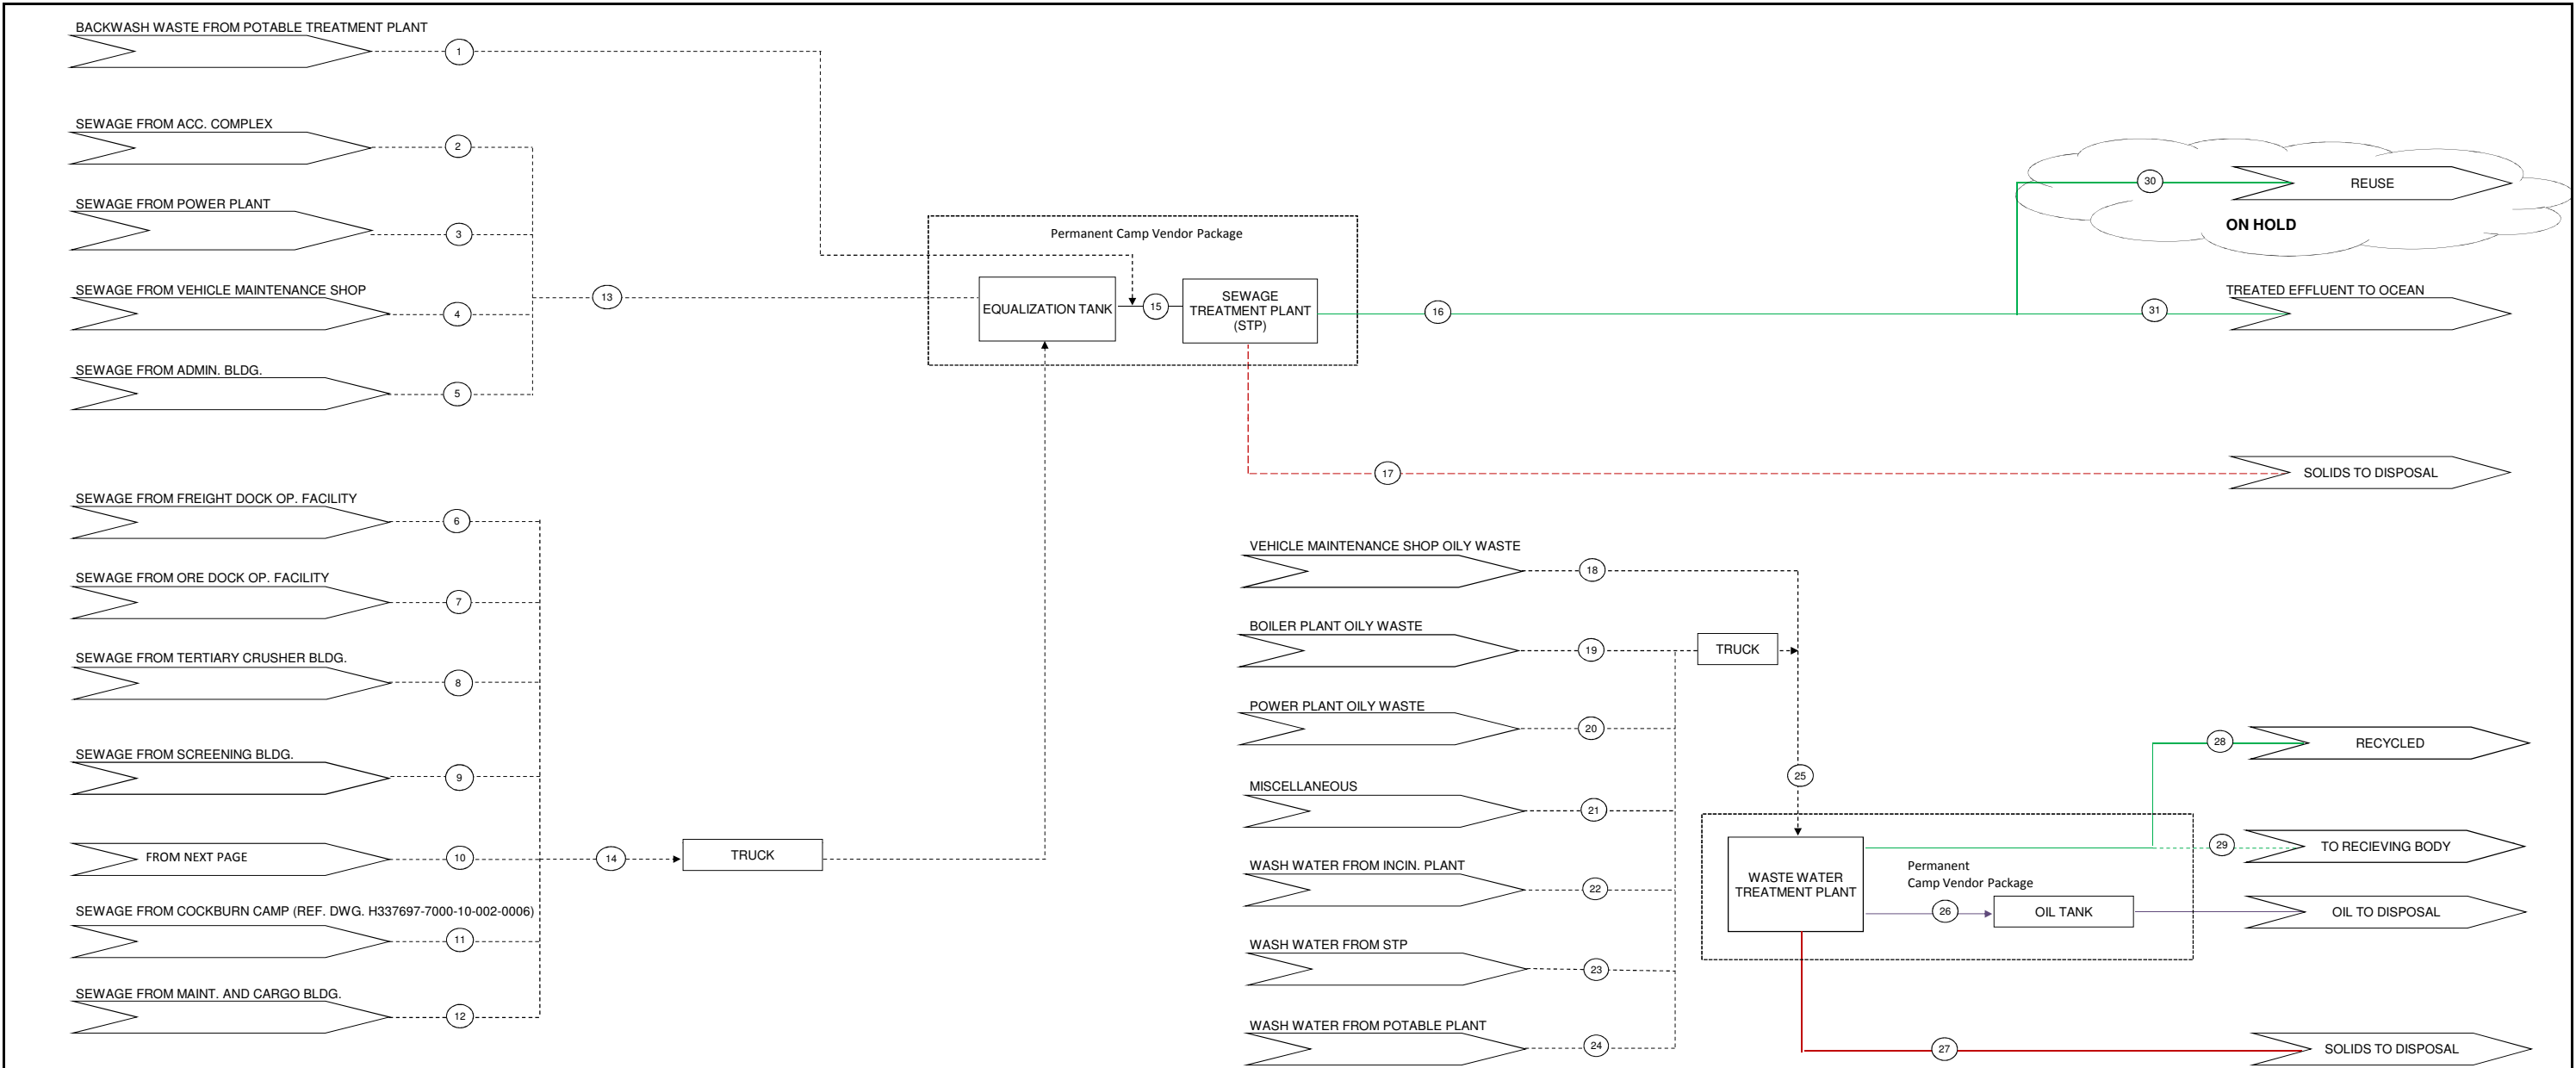 BACKWASH WASTE FROM POTABLE TREATMENT PLANT
1
SEWAGE FROM ACC. COMPLEX
2
SEWAGE FROM POWER PLANT
3
SEWAGE FROM VEHICLE MAINTENANCE SHOP
4
SEWAGE FROM ADMIN. BLDG.
5
13
Permanent Camp Vendor Package
EQUALIZATION TANK
15
SEWAGE
TREATMENT PLANT
(STP)
16
30
REUSE
ON HOLD
TREATED EFFLUENT TO OCEAN
31
17
SOLIDS TO DISPOSAL
SEWAGE FROM FREIGHT DOCK OP. FACILITY
6
SEWAGE FROM ORE DOCK OP. FACILITY
7
SEWAGE FROM TERTIARY CRUSHER BLDG.
8
SEWAGE FROM SCREENING BLDG.
9
FROM NEXT PAGE
10
14
TRUCK
SEWAGE FROM COCKBURN CAMP (REF. DWG. H337697-7000-10-002-0006)
11
SEWAGE FROM MAINT. AND CARGO BLDG.
12
VEHICLE MAINTENANCE SHOP OILY WASTE
18
BOILER PLANT OILY WASTE
19
TRUCK
POWER PLANT OILY WASTE
20
MISCELLANEOUS
21
WASH WATER FROM INCIN. PLANT
22
WASH WATER FROM STP
23
WASH WATER FROM POTABLE PLANT
24
25
WASTE WATER
TREATMENT PLANT
Permanent
Camp Vendor Package
26
OIL TANK
28
RECYCLED
29
TO RECIEVING BODY
OIL TO DISPOSAL
27
SOLIDS TO DISPOSAL